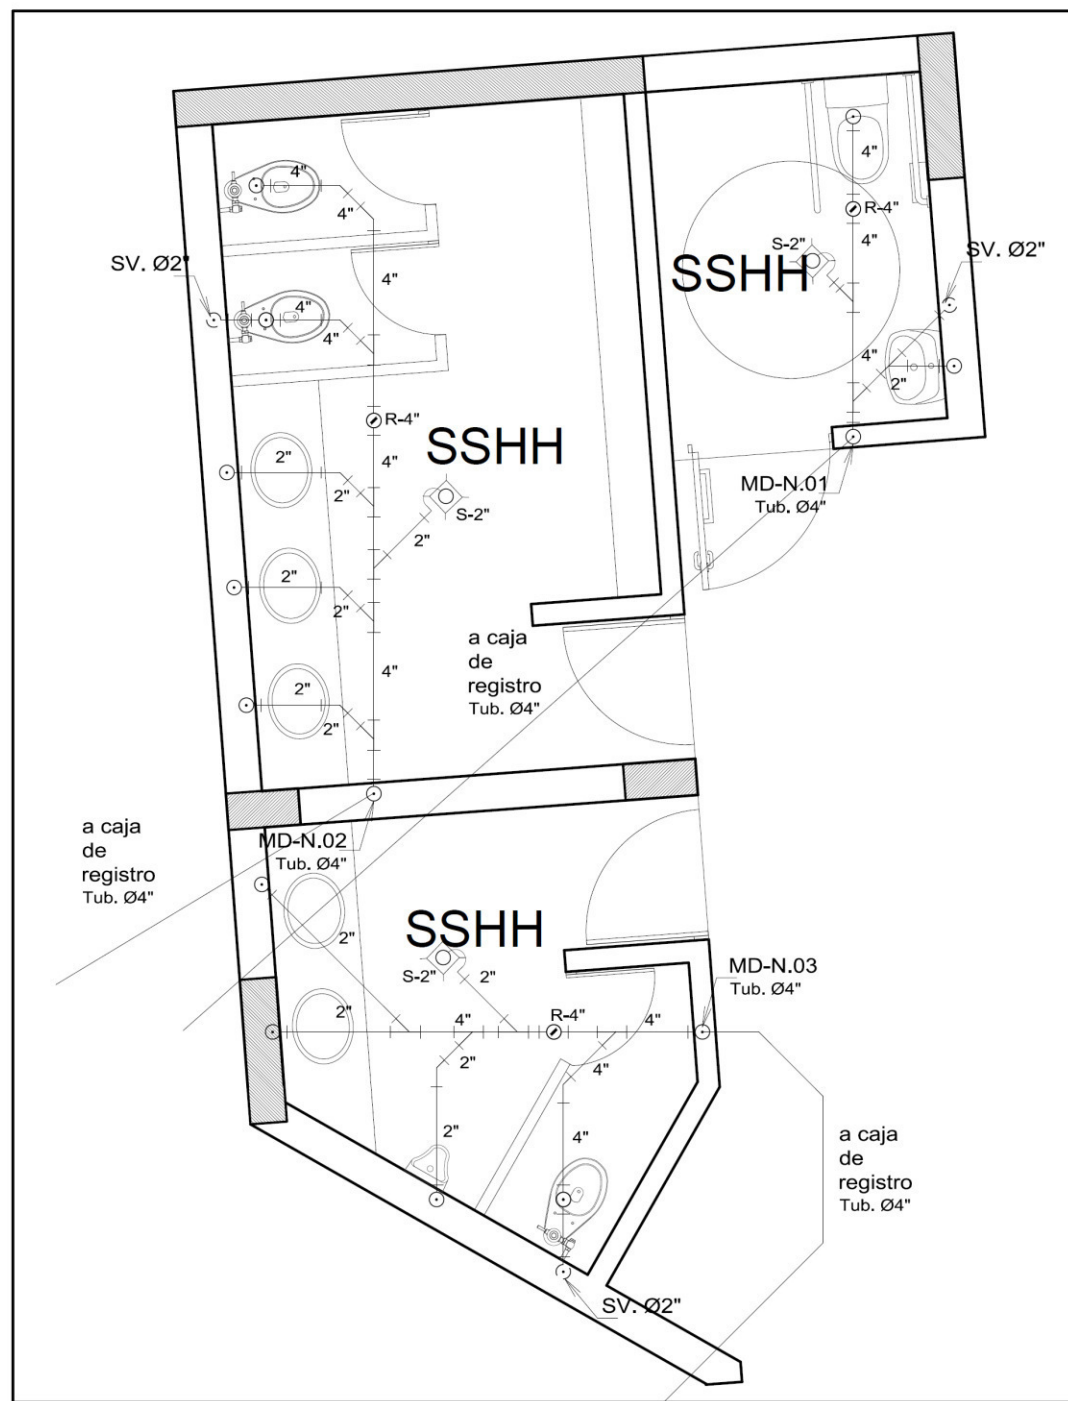 4"
4"
R-4"
4"
S-2"
SSHH
SV. Ø2"
4"
2"
MD-N.01
Tub. Ø4"
4"
4"
SV. Ø2"
4"
4"
4"
R-4"
4"
SSHH
2"
2"
S-2"
2"
2"
2"
4"
2"
2"
a caja
de
registro
Tub. Ø4"
a caja
de
registro
Tub. Ø4"
MD-N.02
Tub. Ø4"
2"
SSHH
S-2"
2"
MD-N.03
Tub. Ø4"
2"
4"
R-4"
4"
2"
4"
2"
4"
a caja
de
registro
Tub. Ø4"
SV. Ø2"